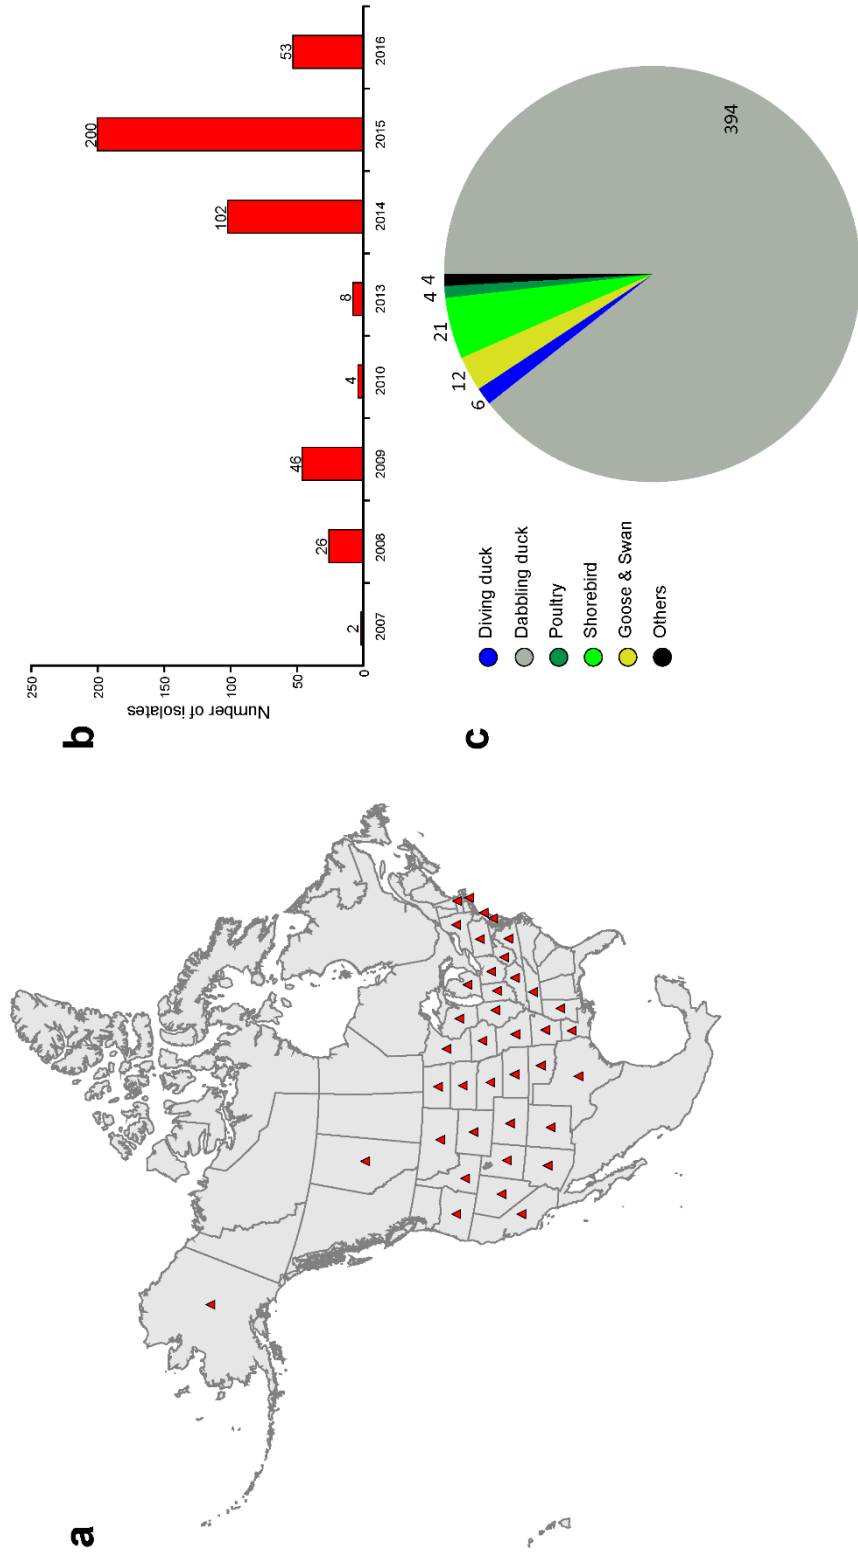 a
b
Number of isolates
250
200
150
100
50
0
2
26
46
4
8
102
200
53
2007
2008
2009
2010
2013
2014
2015
2016
c
Diving duck
Dabbling duck
Poultry
Shorebird
Goose & Swan
Others
6
12
21
4
4
394